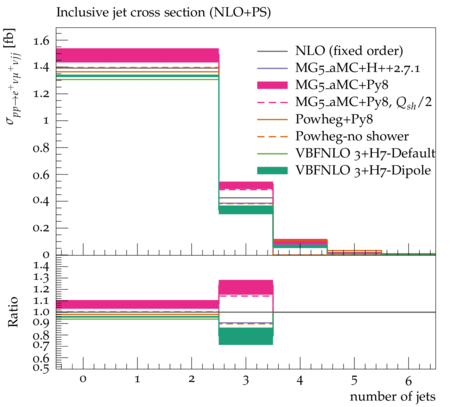 Inclusive jet cross section (NLO+PS)
σpp→e+νμ+νjj [fb]
1.6
1.4
1.2
1.0
0.8
0.6
0.4
0.2
0
NLO (fixed order)
MG5_aMC+H++2.7.1
MG5_aMC+Py8
MG5_aMC+Py8, Qsh/2
Powheg+Py8
Powheg-no shower
VBFNLO 3+H7-Default
VBFNLO 3+H7-Dipole
Ratio
1.4
1.3
1.2
1.1
1.0
0.9
0.8
0.7
0.6
0.5
0 1 2 3 4 5 6
number of jets